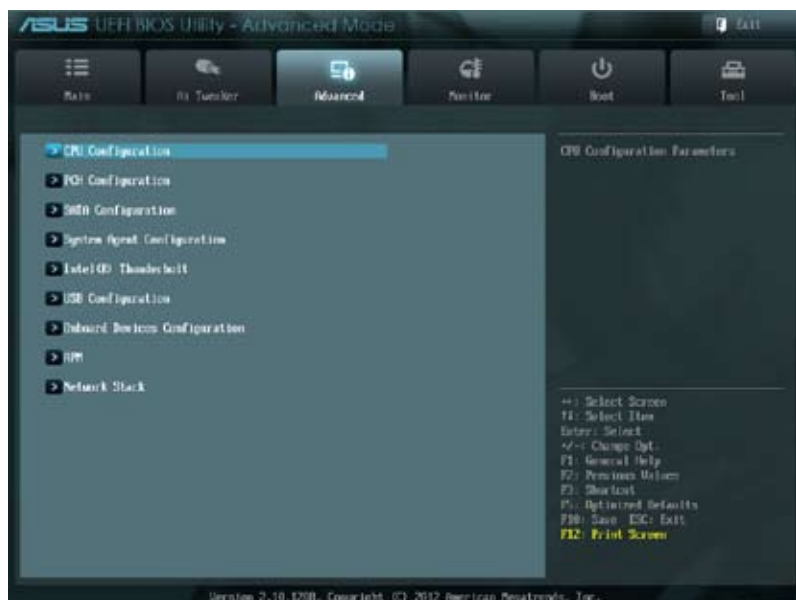 ASUS UEFI BIOS Utility - Advanced Mode
Exit
Main
Ai Tweaker
Advanced
Monitor
Boot
Tool
CPU Configuration
PCH Configuration
SATA Configuration
System Agent Configuration
Intel(R) Thunderbolt
USB Configuration
Onboard Devices Configuration
APM
Network Stack
CPU Configuration Parameters
→←: Select Screen
↑↓: Select Item
Enter: Select
+/-: Change Opt.
F1: General Help
F2: Previous Values
F3: Shortcut
F5: Optimized Defaults
F10: Save ESC: Exit
F12: Print Screen
Version 2.10.1208. Copyright (C) 2012 American Megatrends, Inc.